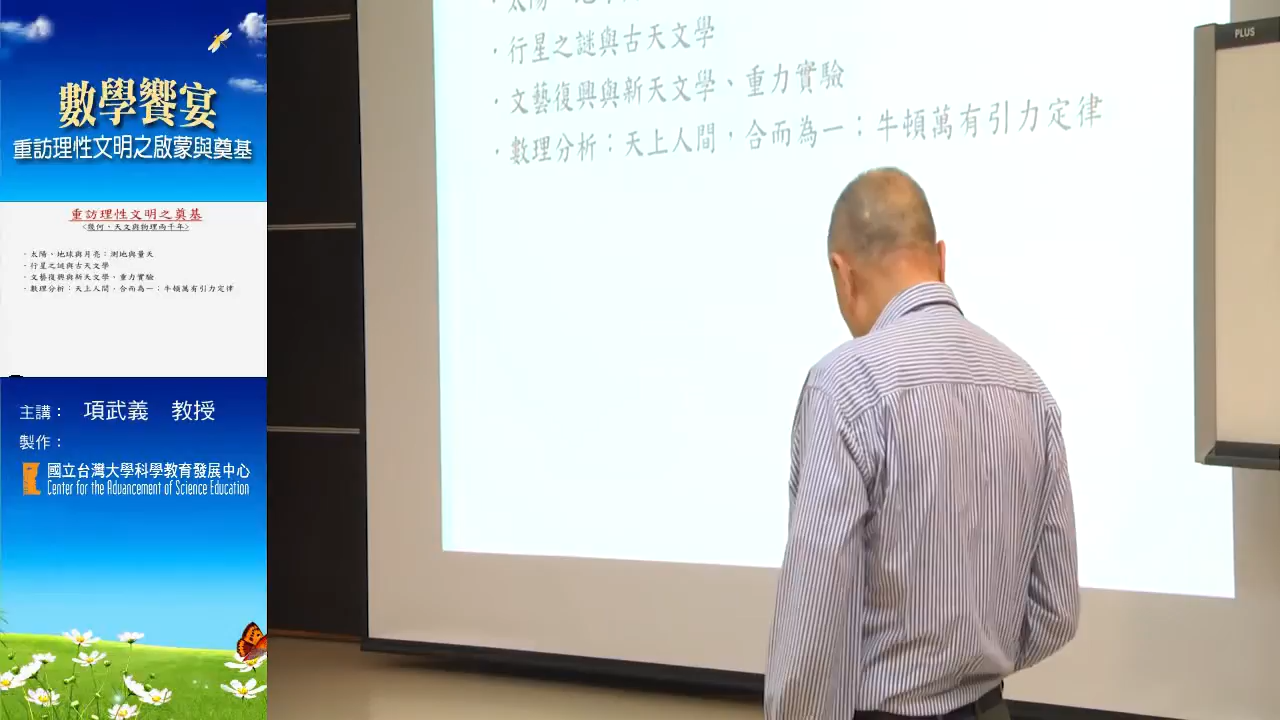 數學饗宴
重訪理性文明之啟蒙與奠基
重訪理性文明之奠基
<幾何，天文與物理兩千年>
· 太陽，地球與月亮：測地與量天
· 行星之謎與古天文學
· 文藝復興與新天文學、重力實驗
· 數理分析：天上人間，合而為一；牛頓萬有引力定律
主講： 項武義 教授
製作：
國立台灣大學科學教育發展中心
Center for the Advancement of Science Education
· 行星之謎與古天文學
· 文藝復興與新天文學、重力實驗
· 數理分析：天上人間，合而為一；牛頓萬有引力定律
PLUS